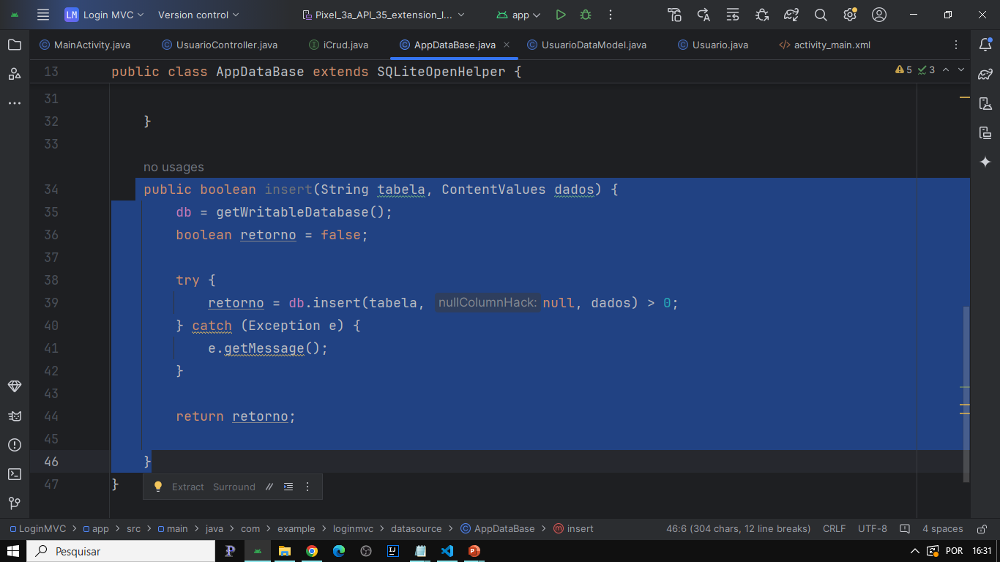 LM Login MVC Version control Pixel_3a_API_35_extension_l... app
MainActivity.java UsuarioController.java iCrud.java AppDataBase.java UsuarioDataModel.java Usuario.java activity_main.xml
13 public class AppDataBase extends SQLiteOpenHelper { 5 3
31
32 }
33
no usages
34 public boolean insert(String tabela, ContentValues dados) {
35 db = getWritableDatabase();
36 boolean retorno = false;
37
38 try {
39 retorno = db.insert(tabela, nullColumnHack: null, dados) > 0;
40 } catch (Exception e) {
41 e.getMessage();
42 }
43
44 return retorno;
45
46 }
47 }
Extract Surround //
LoginMVC > app > src > main > java > com > example > loginmvc > datasource > AppDataBase > insert 46:6 (304 chars, 12 line breaks) CRLF UTF-8 4 spaces
Pesquisar POR 16:31